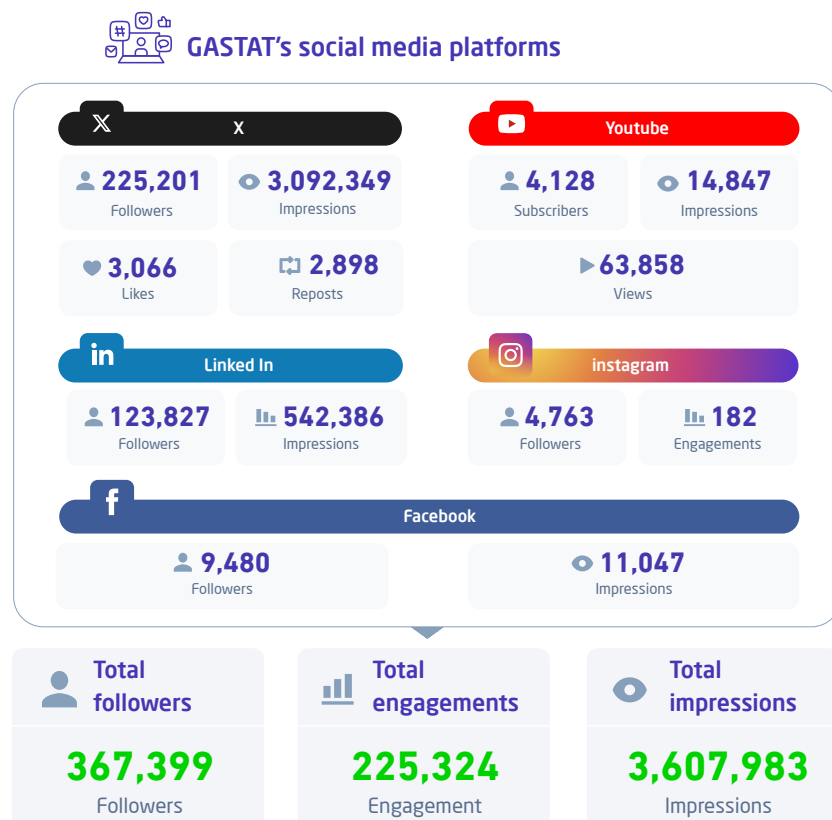 GASTAT's social media platforms
X
Youtube
225,201
Followers
3,092,349
Impressions
4,128
Subscribers
14,847
Impressions
3,066
Likes
2,898
Reposts
63,858
Views
in
Linked In
instagram
123,827
Followers
542,386
Impressions
4,763
Followers
182
Engagements
f
Facebook
9,480
Followers
11,047
Impressions
Total
followers
367,399
Followers
Total
engagements
225,324
Engagement
Total
impressions
3,607,983
Impressions